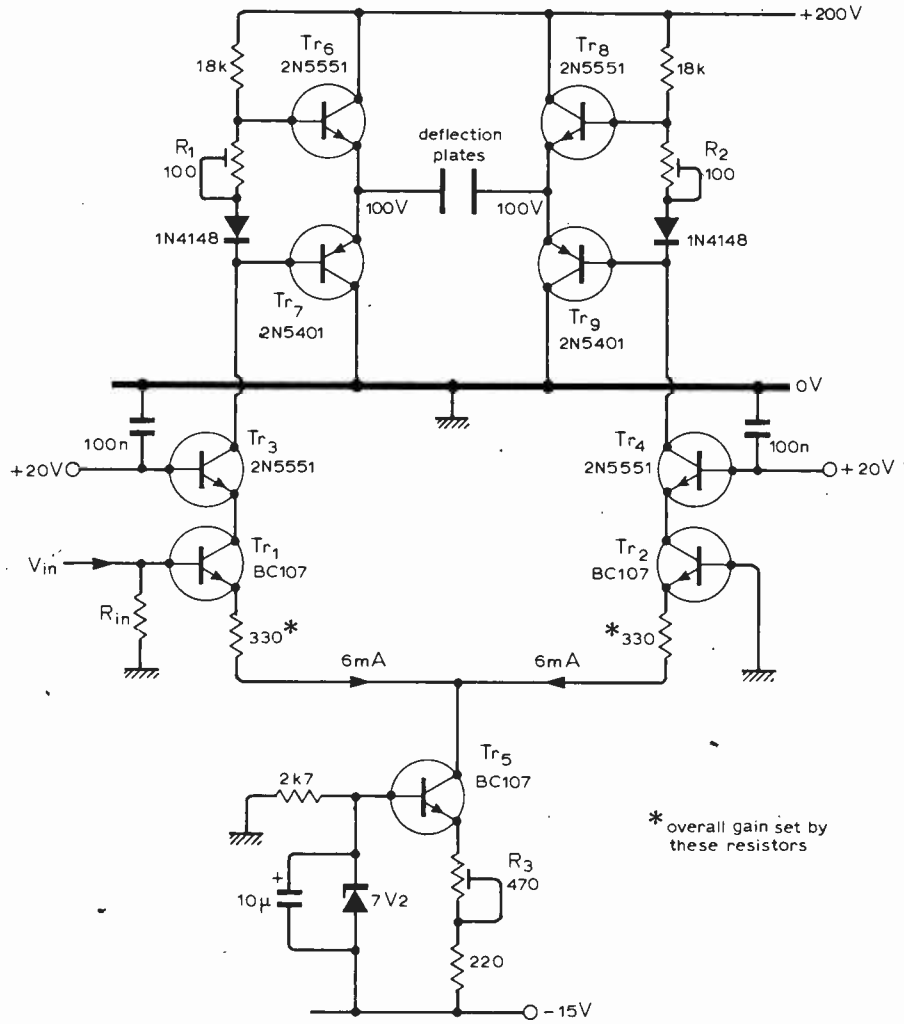 +200V
Tr6
2N5551
Tr8
2N5551
18k
18k
R1
100
deflection
plates
R2
100
100V
100V
1N4148
1N4148
Tr7
2N5401
Tr9
2N5401
0V
100n
100n
Tr3
2N5551
Tr4
2N5551
+20V
+20V
Tr1
BC107
Tr2
BC107
Vin
Rin
330*
*330
6mA
6mA
Tr5
BC107
2k7
*overall gain set by
these resistors
R3
470
+
10μ
7V2
220
-15V